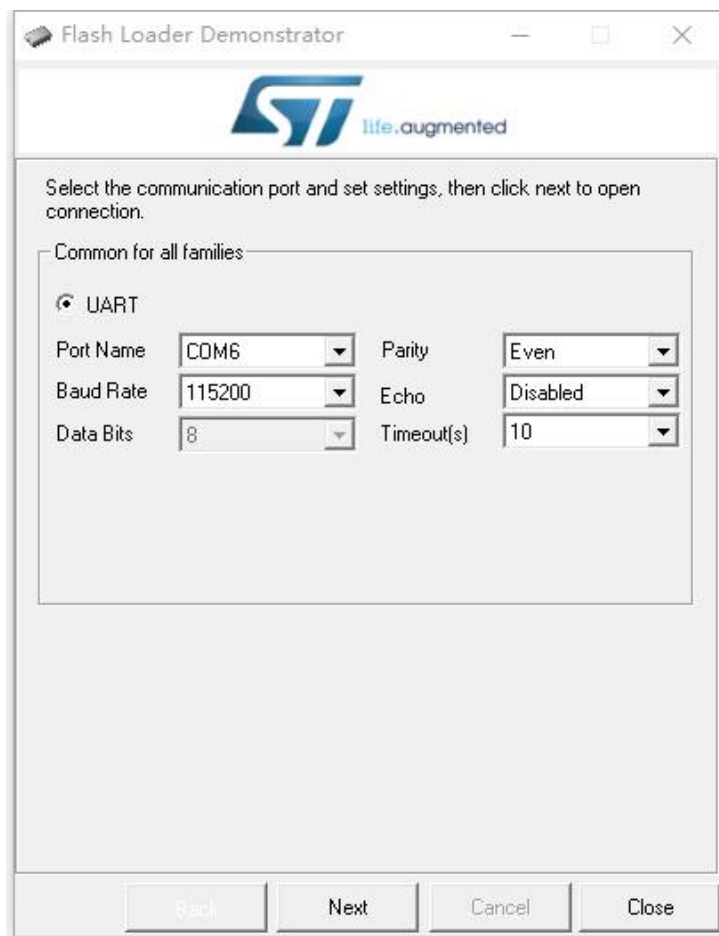 Flash Loader Demonstrator
ST
life.augmented
Select the communication port and set settings, then click next to open
connection.
Common for all families
UART
Port Name COM6 Parity Even
Baud Rate 115200 Echo Disabled
Data Bits 8 Timeout(s) 10
Back Next Cancel Close